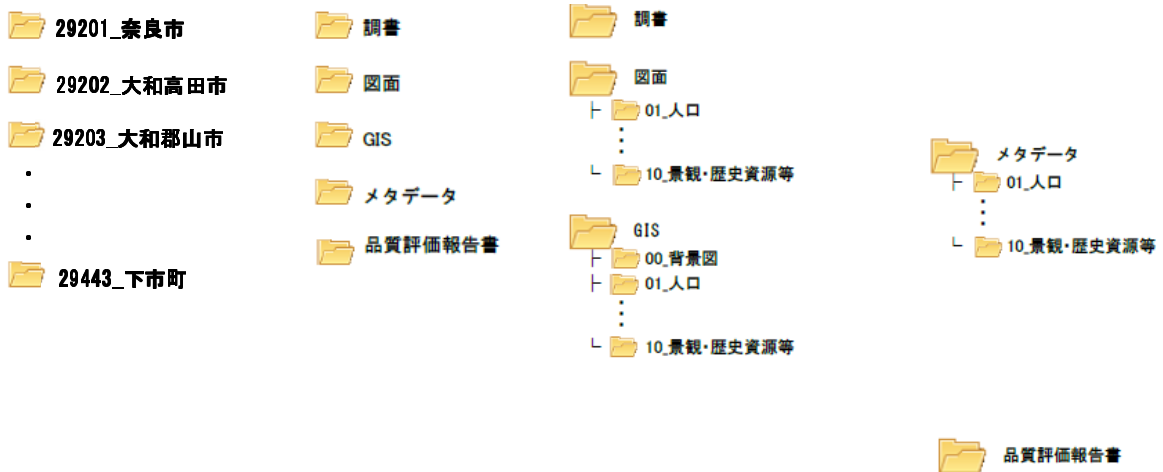 29201_奈良市
29202_大和高田市
29203_大和郡山市
・
・
・
29443_下市町
調書
図面
GIS
メタデータ
品質評価報告書
調書
図面
├ 01_人口
⋮
└ 10_景観・歴史資源等
GIS
├ 00_背景図
├ 01_人口
⋮
└ 10_景観・歴史資源等
メタデータ
├ 01_人口
⋮
└ 10_景観・歴史資源等
品質評価報告書